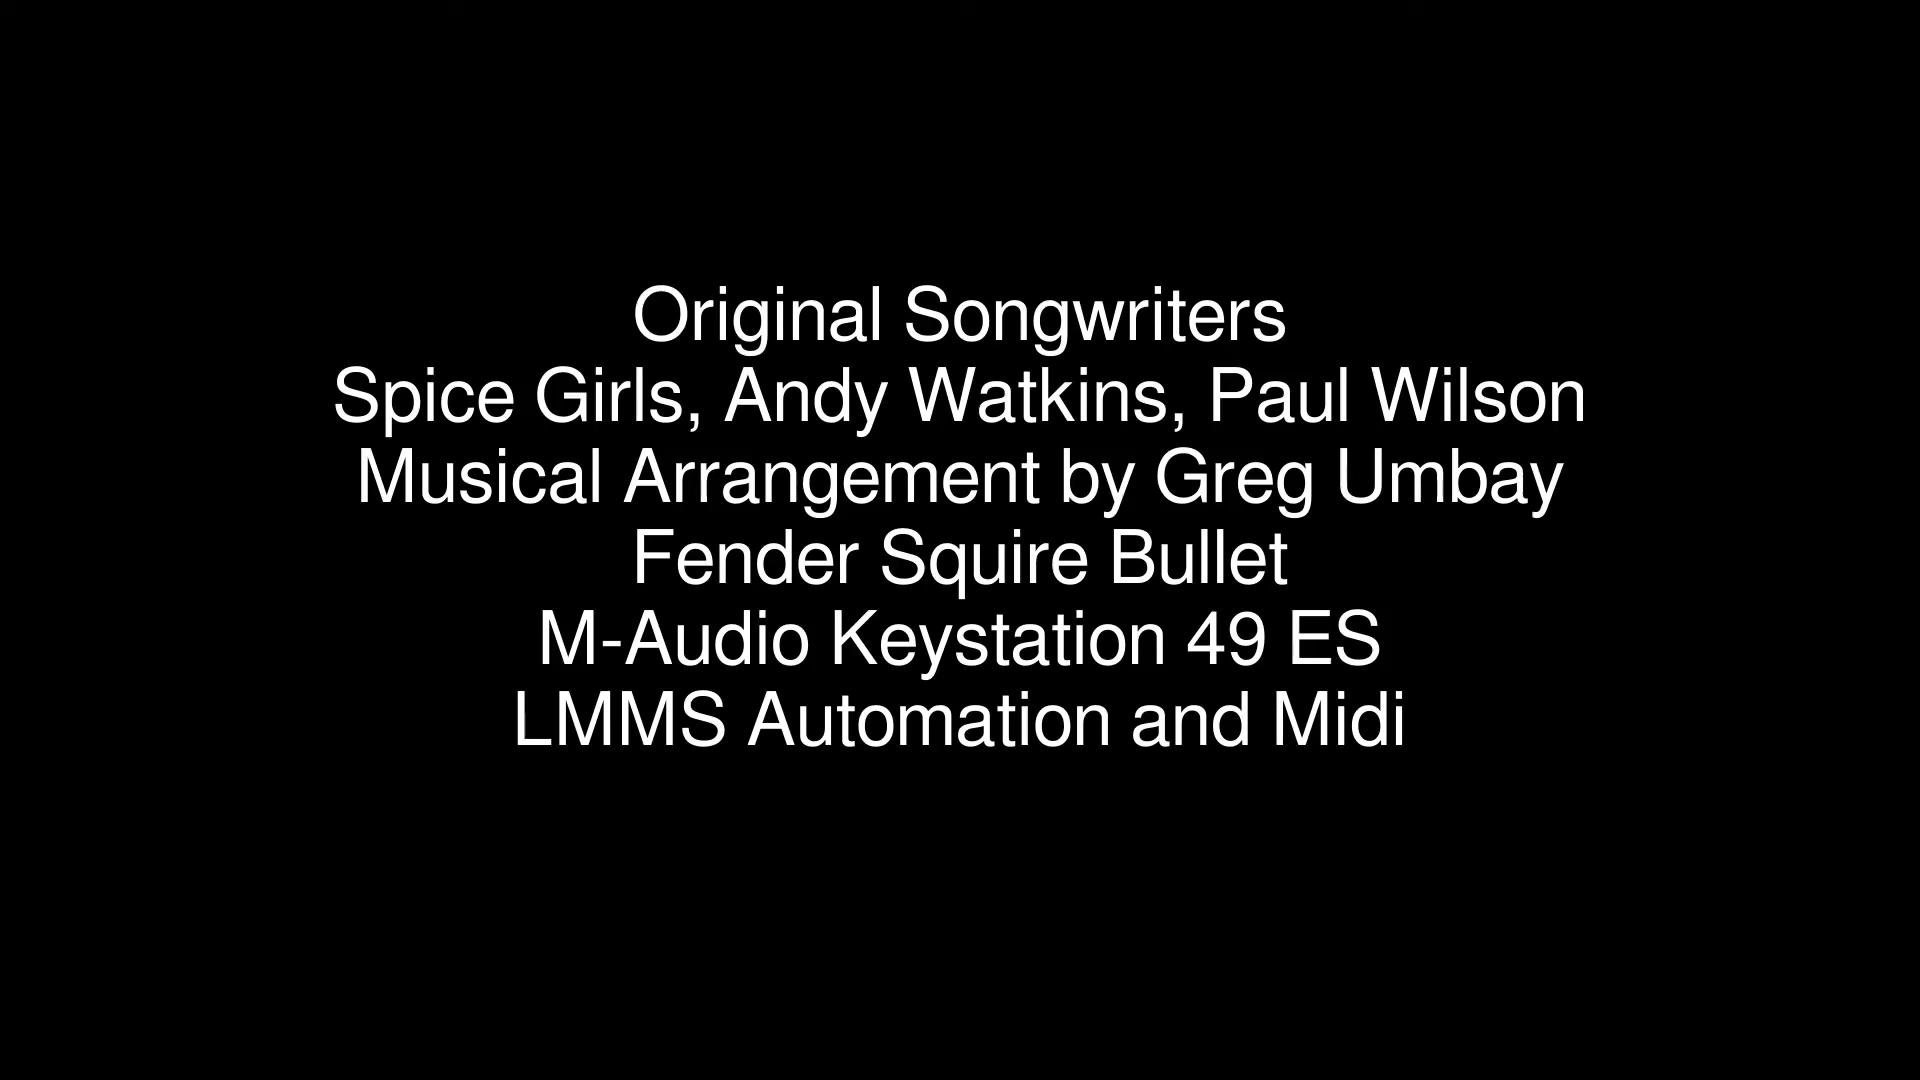 Original Songwriters
Spice Girls, Andy Watkins, Paul Wilson
Musical Arrangement by Greg Umbay
Fender Squire Bullet
M-Audio Keystation 49 ES
LMMS Automation and Midi